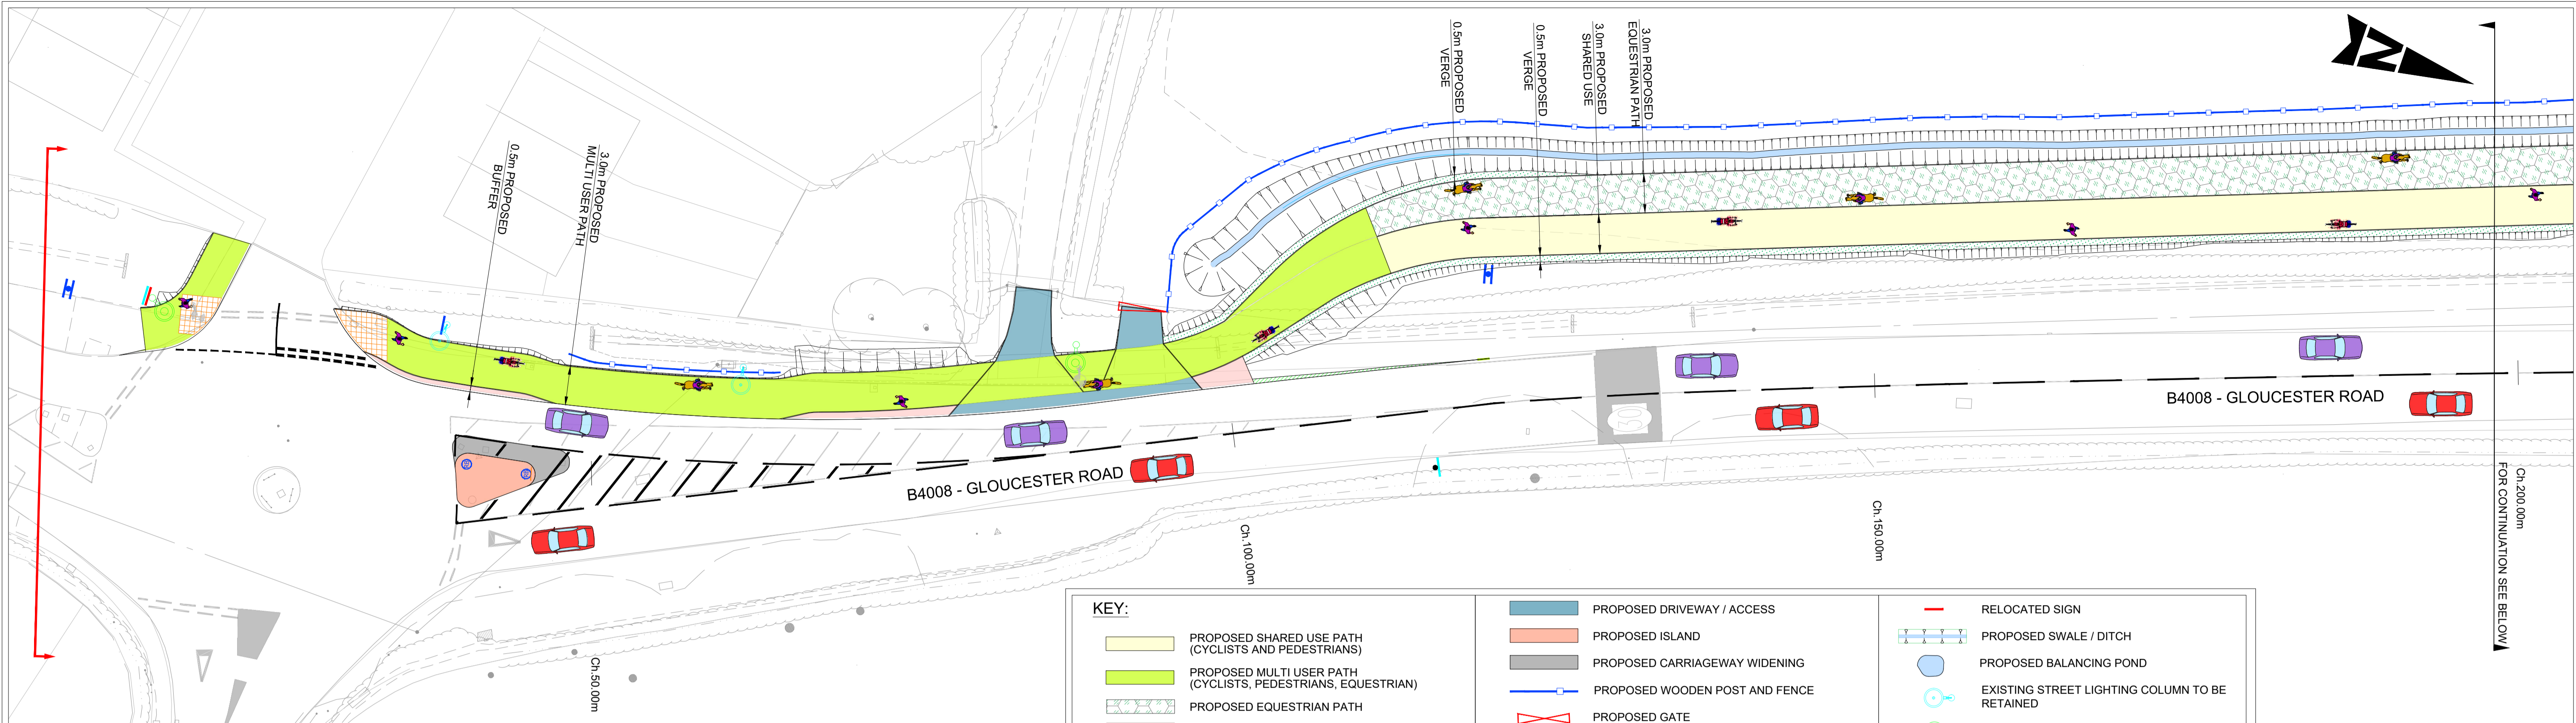 0.5m PROPOSED
BUFFER
3.0m PROPOSED
MULTI USER PATH
0.5m PROPOSED
VERGE
0.5m PROPOSED
VERGE
3.0m PROPOSED
SHARED USE
3.0m PROPOSED
EQUESTRIAN PATH
N
B4008 - GLOUCESTER ROAD
B4008 - GLOUCESTER ROAD
Ch.50.00m
Ch.100.00m
Ch.150.00m
Ch.200.00m
FOR CONTINUATION SEE BELOW
KEY:
PROPOSED SHARED USE PATH
(CYCLISTS AND PEDESTRIANS)
PROPOSED MULTI USER PATH
(CYCLISTS, PEDESTRIANS, EQUESTRIAN)
PROPOSED EQUESTRIAN PATH
PROPOSED DRIVEWAY / ACCESS
PROPOSED ISLAND
PROPOSED CARRIAGEWAY WIDENING
PROPOSED WOODEN POST AND FENCE
PROPOSED GATE
RELOCATED SIGN
PROPOSED SWALE / DITCH
PROPOSED BALANCING POND
EXISTING STREET LIGHTING COLUMN TO BE
RETAINED